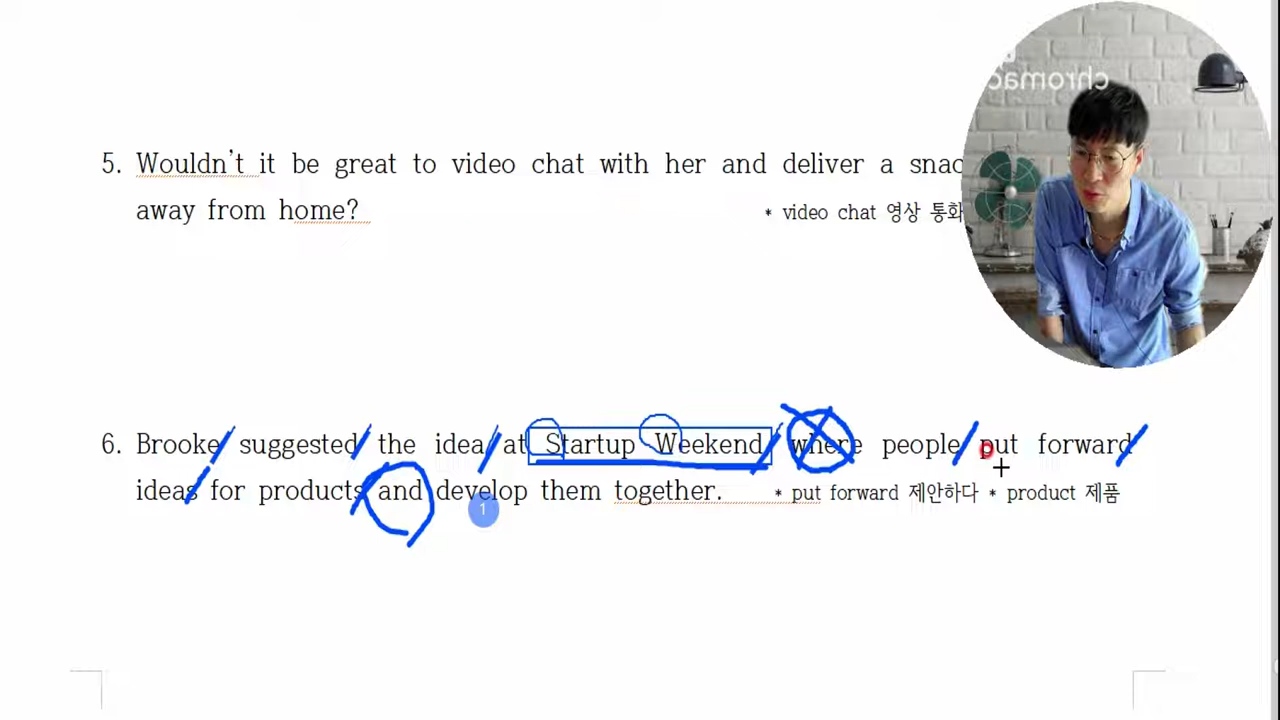 chromac
5. Wouldn't it be great to video chat with her and deliver a snac
away from home? * video chat 영상 통화
6. Brooke suggested the idea at Startup Weekend where people put forward
ideas for products and develop them together. * put forward 제안하다 * product 제품
1